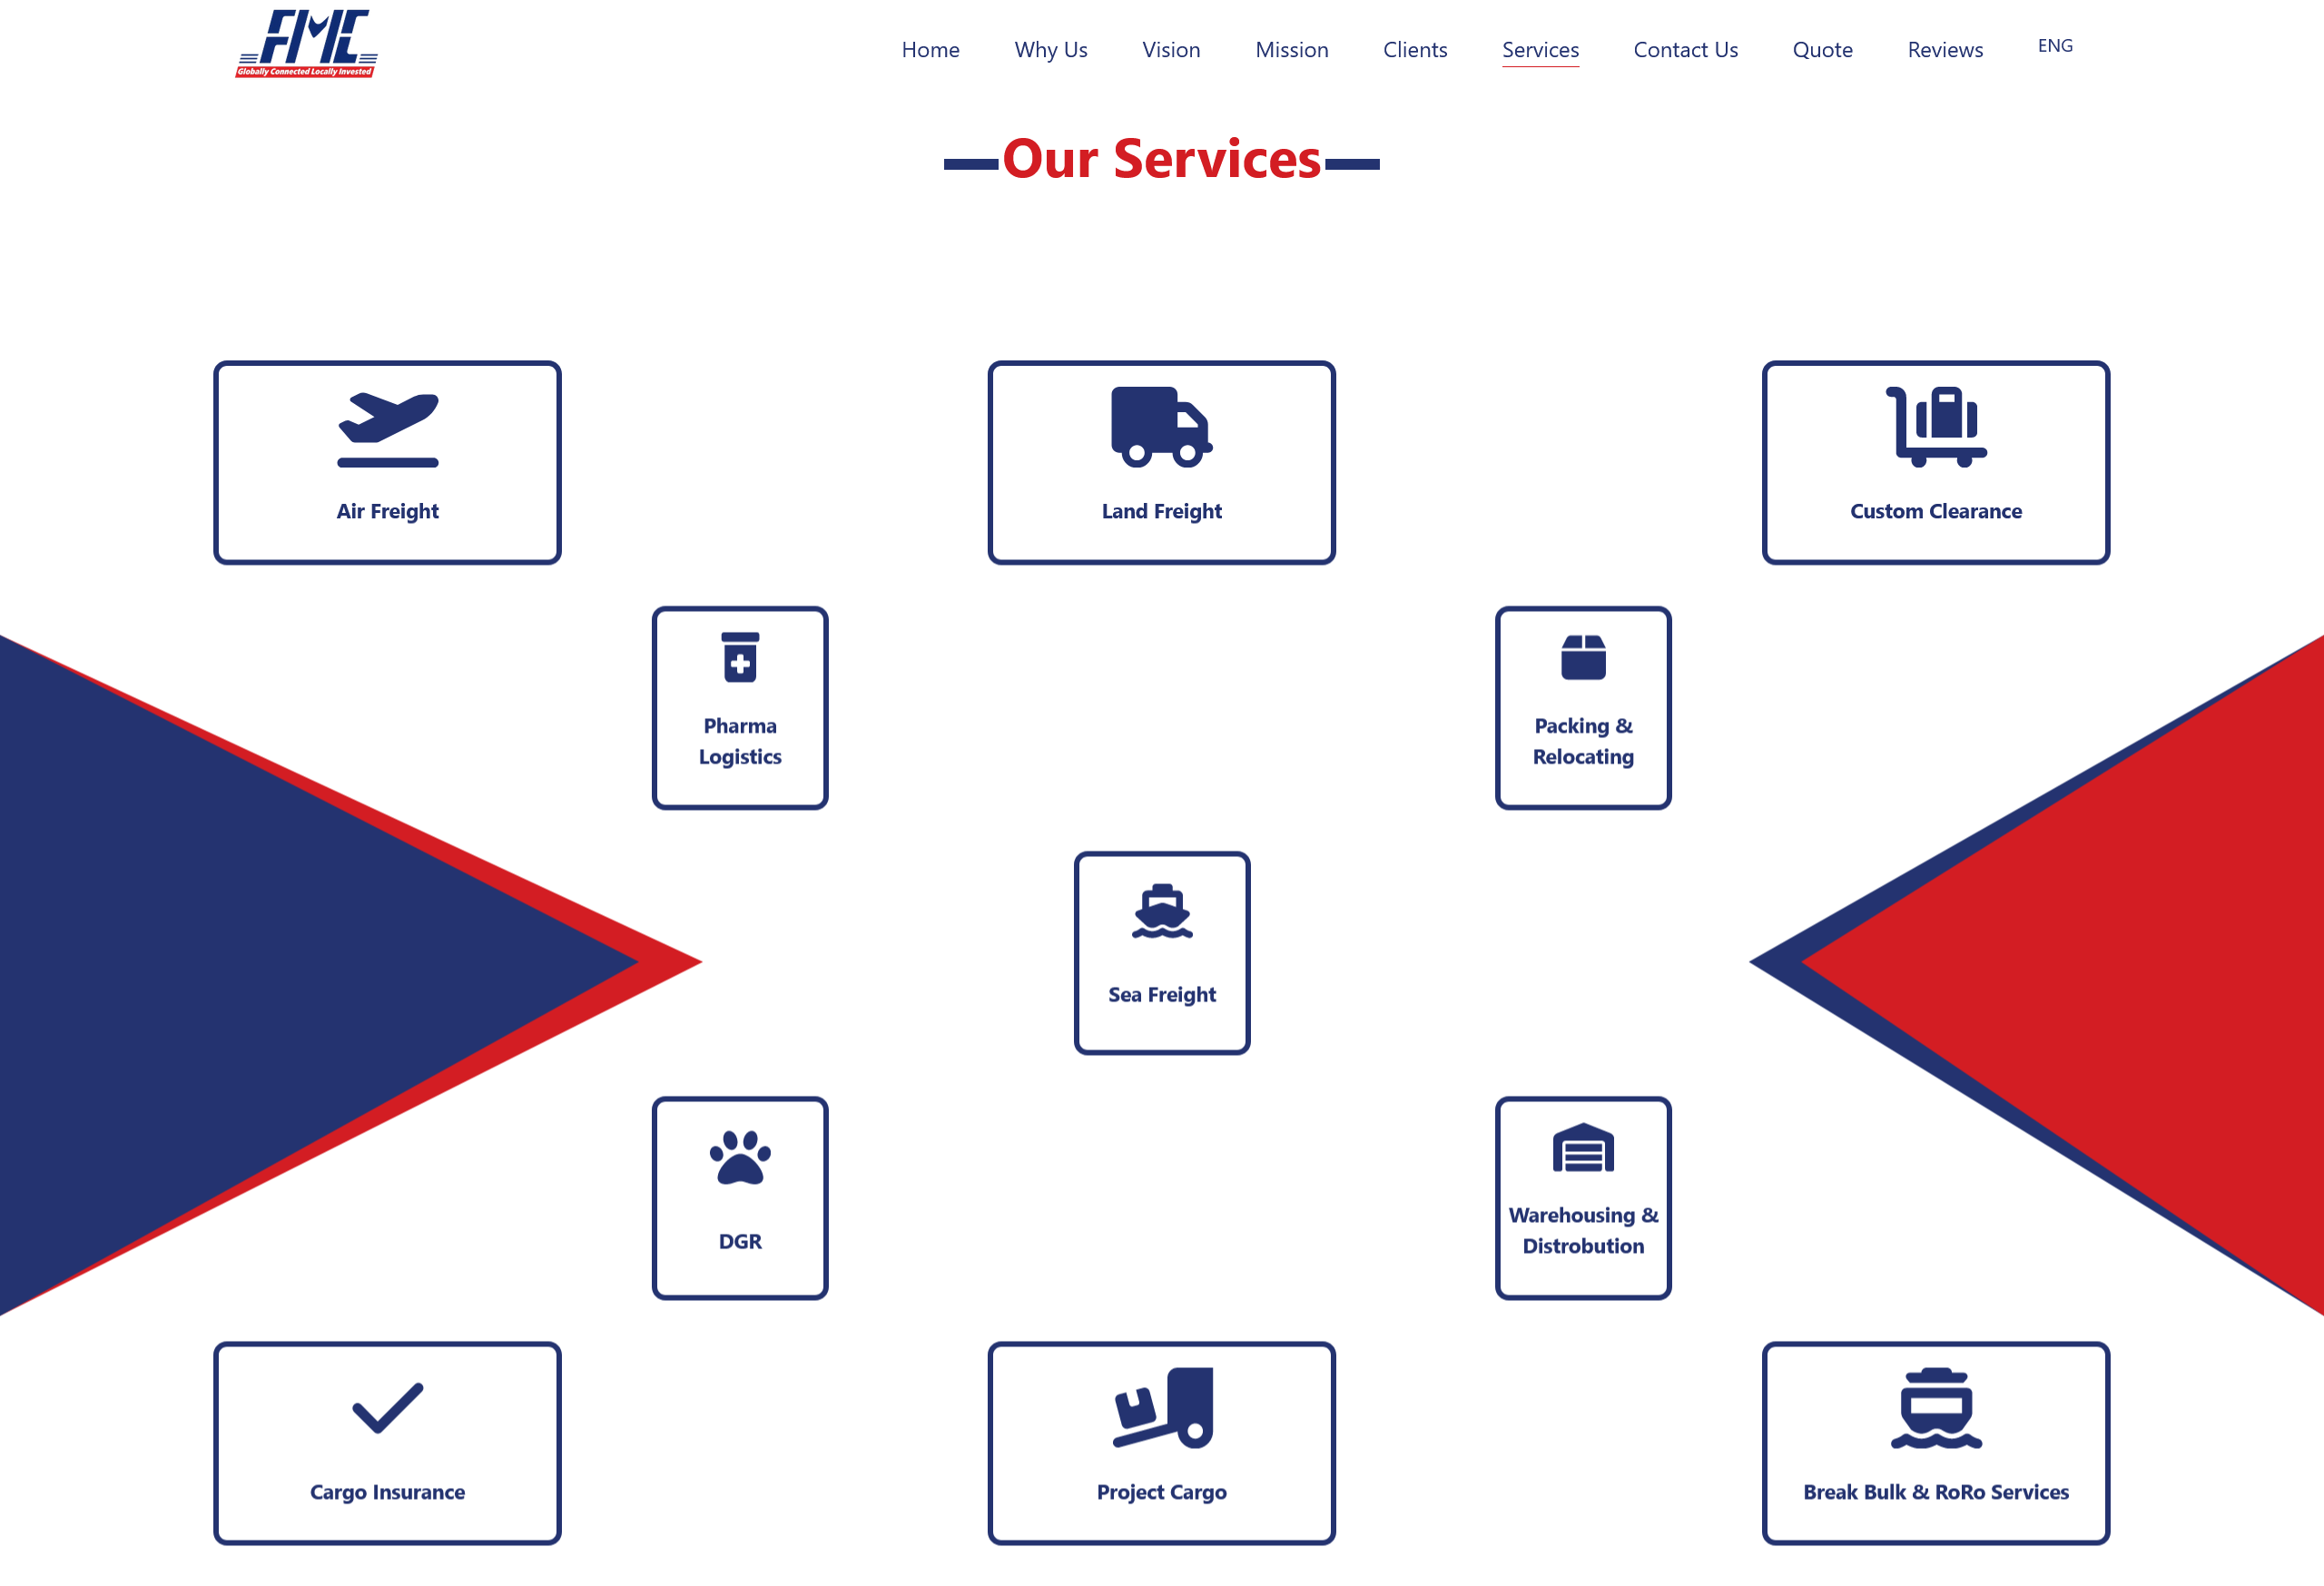 FMC
Globally Connected Locally Invested
Home Why Us Vision Mission Clients Services Contact Us Quote Reviews ENG
Our Services
Air Freight
Land Freight
Custom Clearance
Pharma
Logistics
Packing &
Relocating
Sea Freight
DGR
Warehousing &
Distrobution
Cargo Insurance
Project Cargo
Break Bulk & RoRo Services